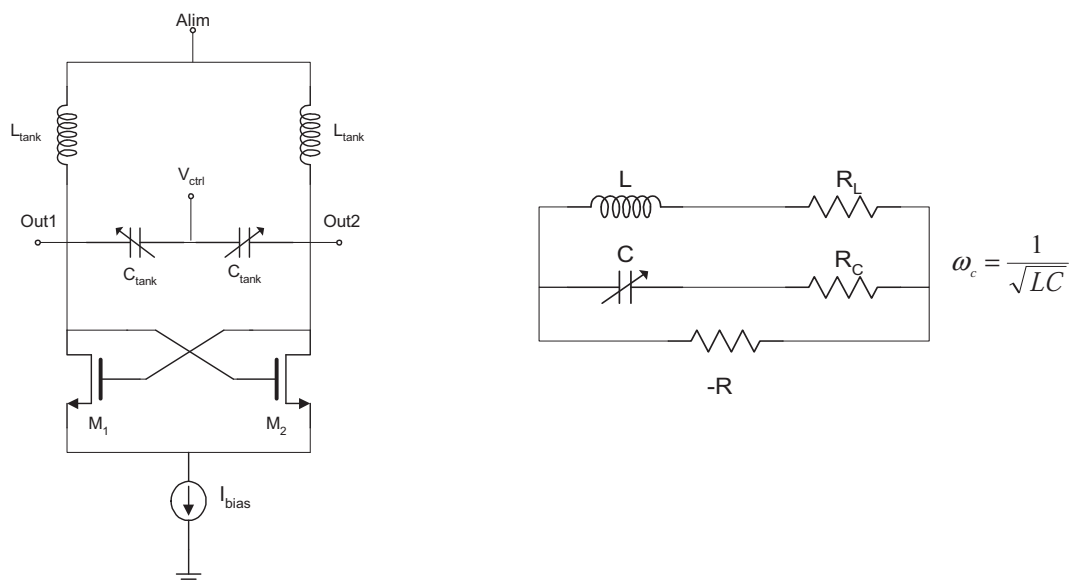 Alim
L_tank
L_tank
V_ctrl
Out1
Out2
C_tank
C_tank
M_1
M_2
I_bias
L
R_L
C
R_C
-R
ω_c = 1/√LC